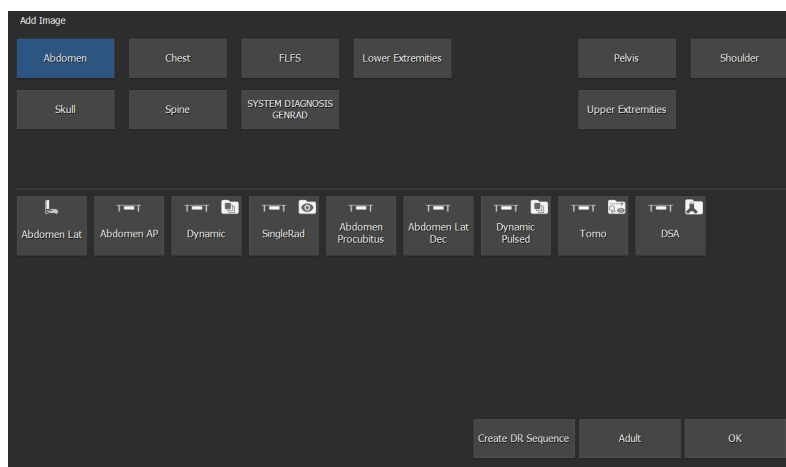 Add Image
Abdomen
Chest
FLFS
Lower Extremities
Pelvis
Shoulder
Skull
Spine
SYSTEM DIAGNOSIS
GENRAD
Upper Extremities
Abdomen Lat
Abdomen AP
Dynamic
SingleRad
Abdomen
Procubitus
Abdomen Lat
Dec
Dynamic
Pulsed
Tomo
DSA
Create DR Sequence
Adult
OK